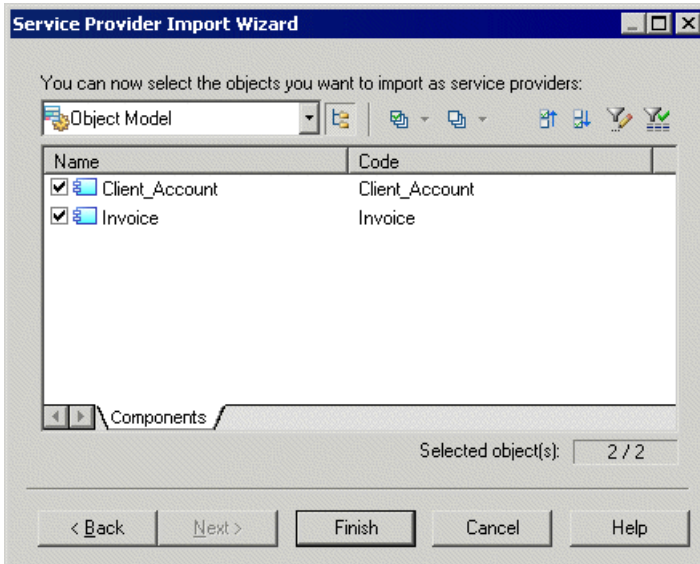 Service Provider Import Wizard
You can now select the objects you want to import as service providers:
Object Model
Name Code
Client_Account Client_Account
Invoice Invoice
Components
Selected object(s): 2 / 2
< Back Next > Finish Cancel Help